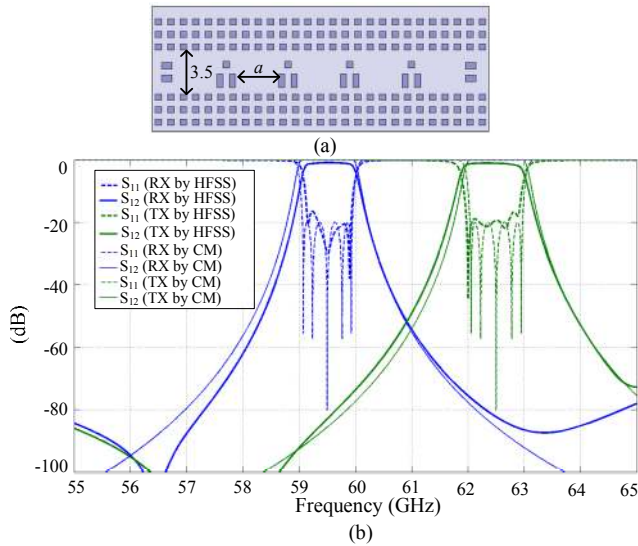 3.5
a
(a)
0
-20
-40
-60
-80
-100
(dB)
S11 (RX by HFSS)
S12 (RX by HFSS)
S11 (TX by HFSS)
S12 (TX by HFSS)
S11 (RX by CM)
S12 (RX by CM)
S11 (TX by CM)
S12 (TX by CM)
55 56 57 58 59 60 61 62 63 64 65
Frequency (GHz)
(b)